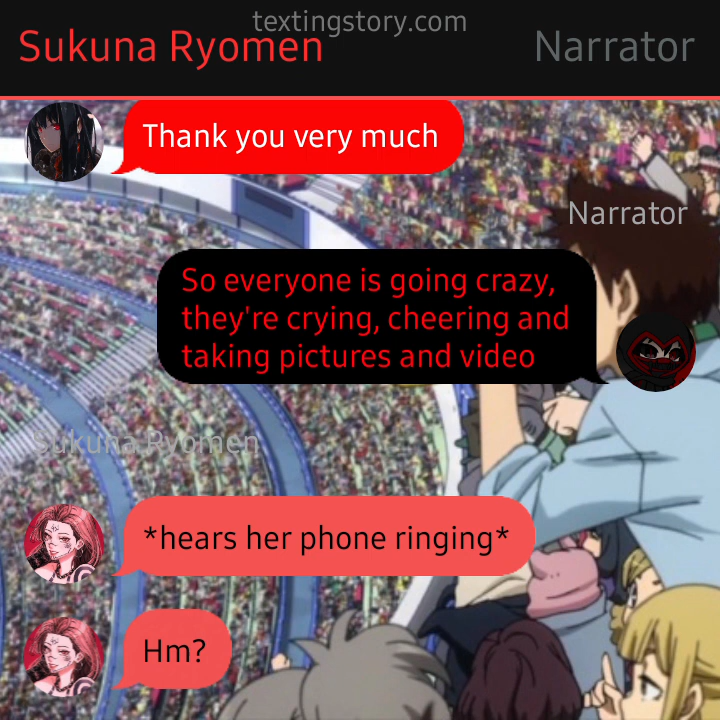 textingstory.com
Sukuna Ryomen
Narrator
Thank you very much
Narrator
So everyone is going crazy,
they're crying, cheering and
taking pictures and video
Sukuna Ryomen
*hears her phone ringing*
Hm?